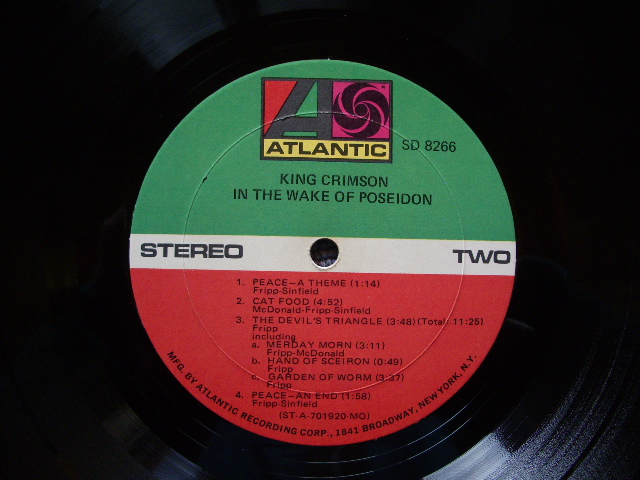 ATLANTIC
SD 8266
KING CRIMSON
IN THE WAKE OF POSEIDON
STEREO
TWO
1. PEACE—A THEME (1:14)
Fripp-Sinfield
2. CAT FOOD (4:52)
McDonald-Fripp-Sinfield
3. THE DEVIL'S TRIANGLE (3:48) (Total: 11:25)
Fripp
including
a. MERDAY MORN (3:11)
Fripp-McDonald
b. HAND OF SCEIRON (0:49)
Fripp
c. GARDEN OF WORM (3:37)
Fripp
4. PEACE—AN END (1:58)
Fripp-Sinfield
(ST-A-701920-MO)
MFG. BY ATLANTIC RECORDING CORP., 1841 BROADWAY, NEW YORK, N.Y.